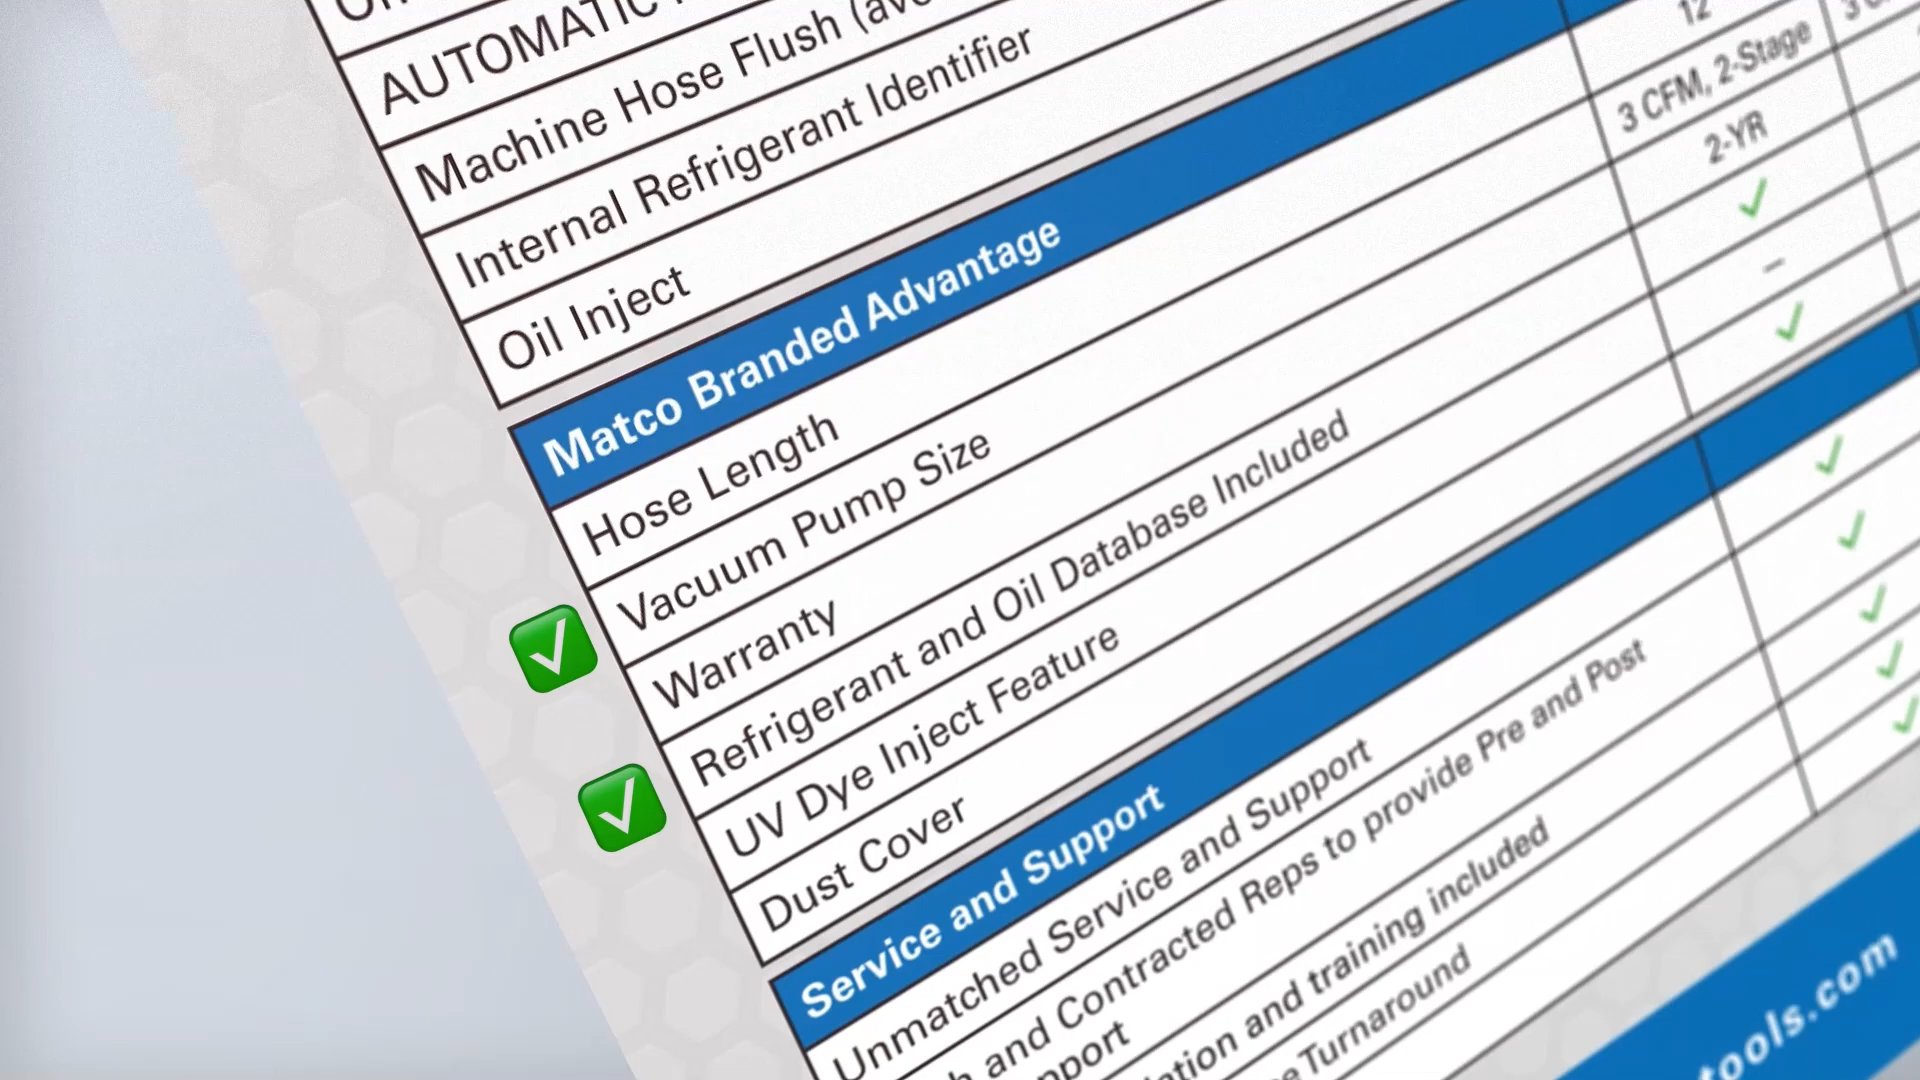 AUTOMATIC
Machine Hose Flush
Internal Refrigerant Identifier
Oil Inject
Matco Branded Advantage
Hose Length 12
Vacuum Pump Size 3 CFM, 2-Stage
Warranty 2-YR
Refrigerant and Oil Database Included ✓
UV Dye Inject Feature –
Dust Cover ✓
Service and Support
Unmatched Service and Support ✓
and Contracted Reps to provide Pre and Post ✓
and training included ✓
Turnaround ✓
tools.com